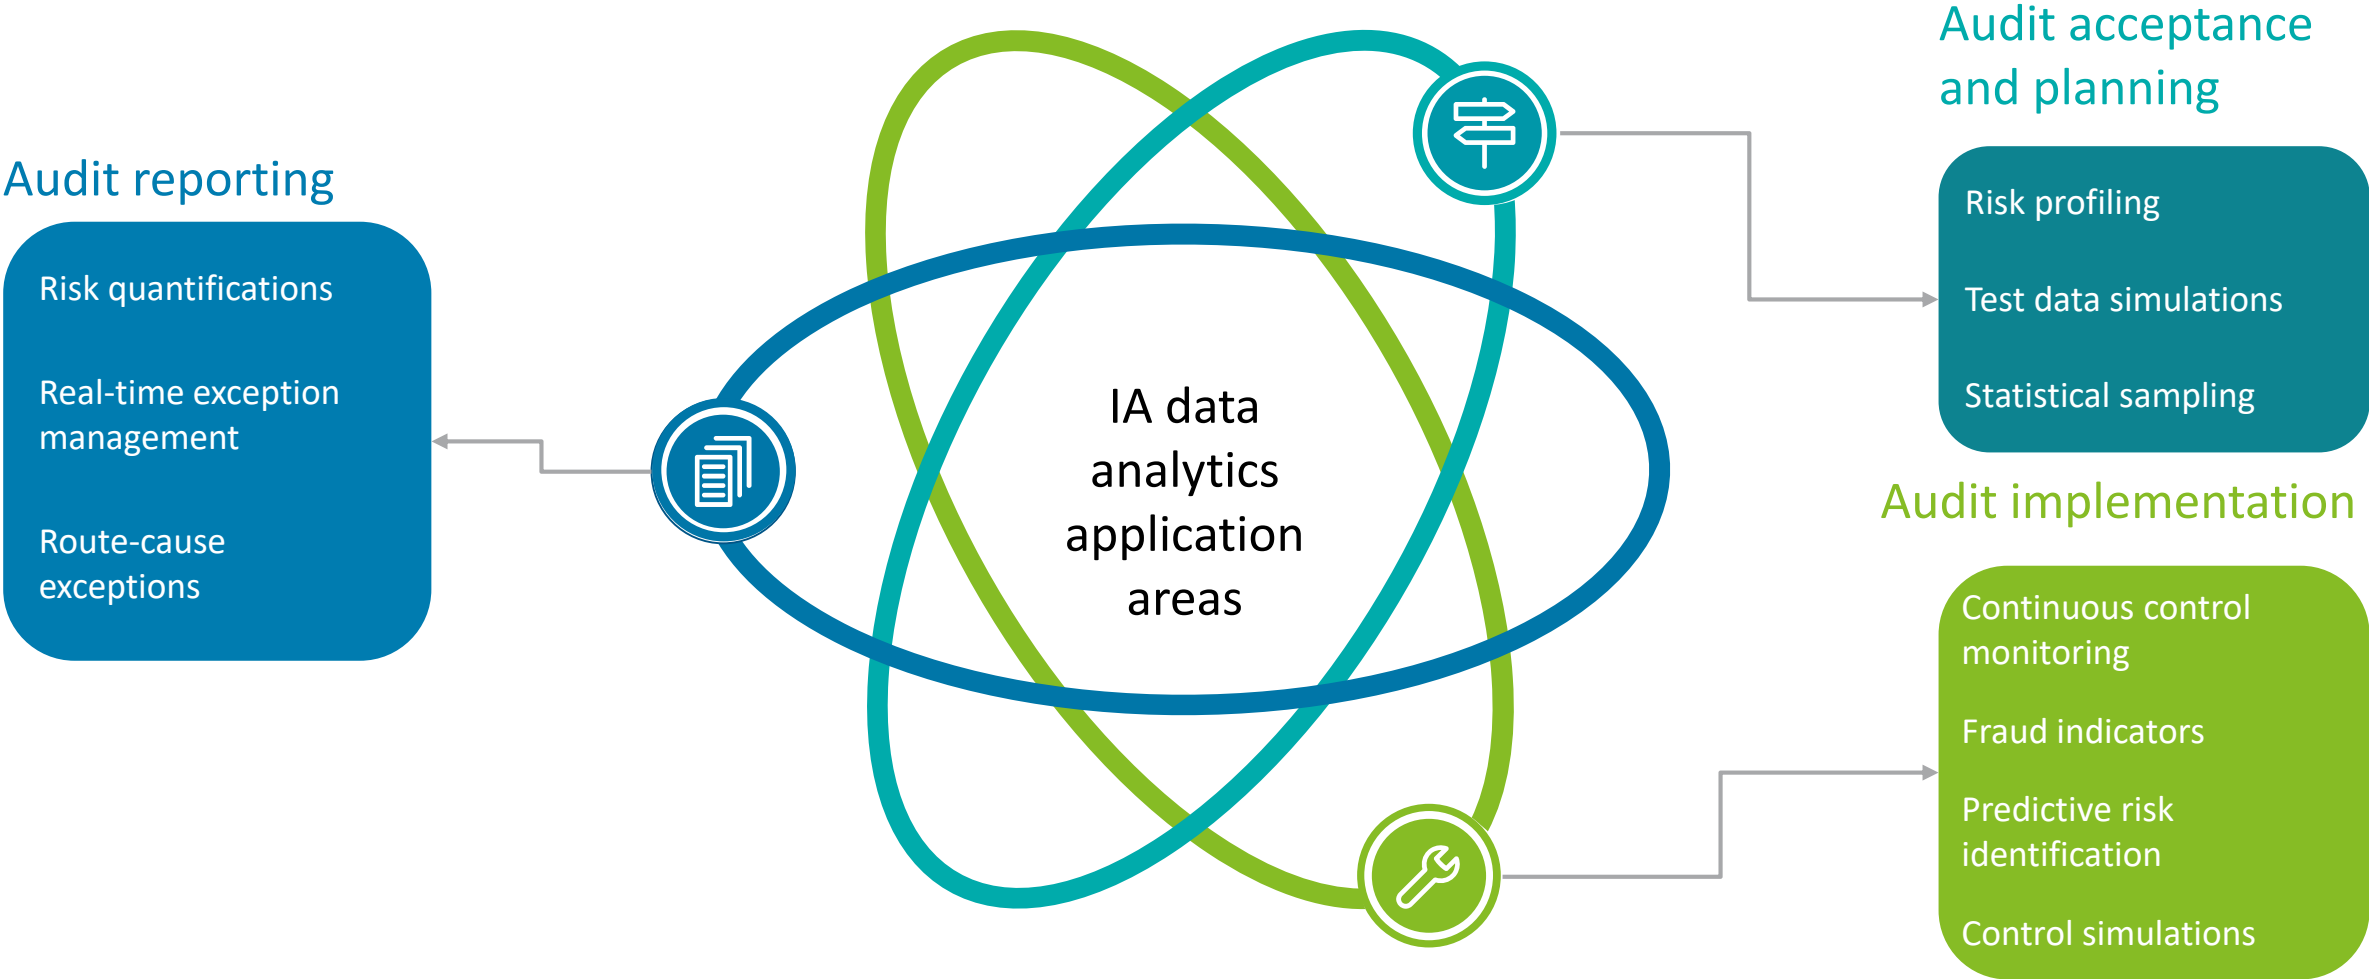 Audit acceptance
and planning
Risk profiling
Test data simulations
Statistical sampling
Audit reporting
Risk quantifications
Real-time exception
management
Route-cause
exceptions
IA data
analytics
application
areas
Audit implementation
Continuous control
monitoring
Fraud indicators
Predictive risk
identification
Control simulations